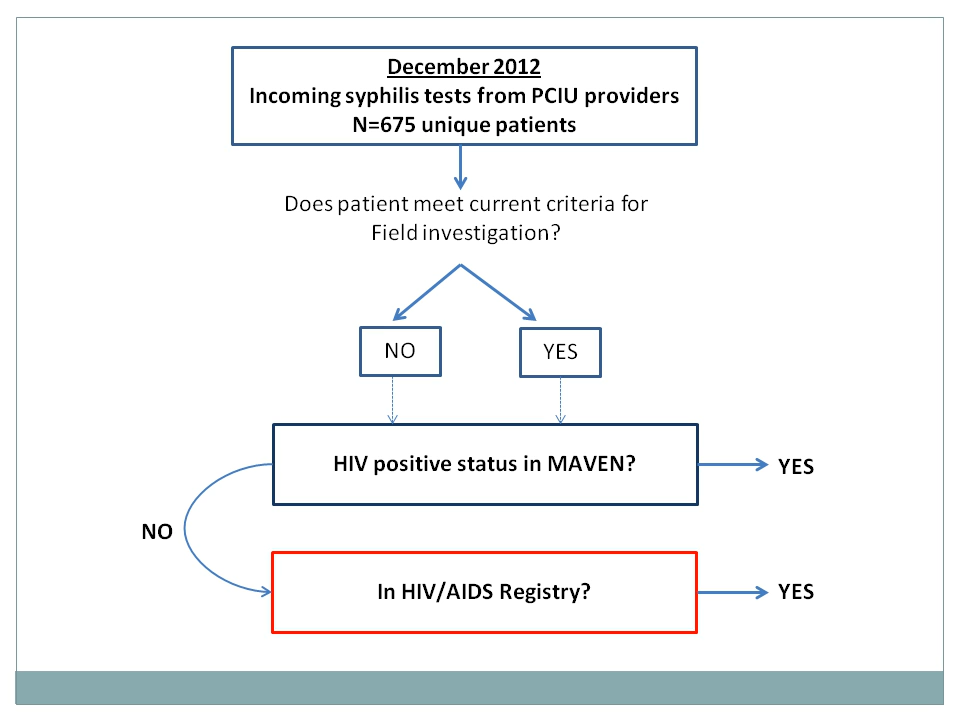 December 2012
Incoming syphilis tests from PCIU providers
N=675 unique patients
Does patient meet current criteria for
Field investigation?
NO
YES
HIV positive status in MAVEN?
YES
NO
In HIV/AIDS Registry?
YES